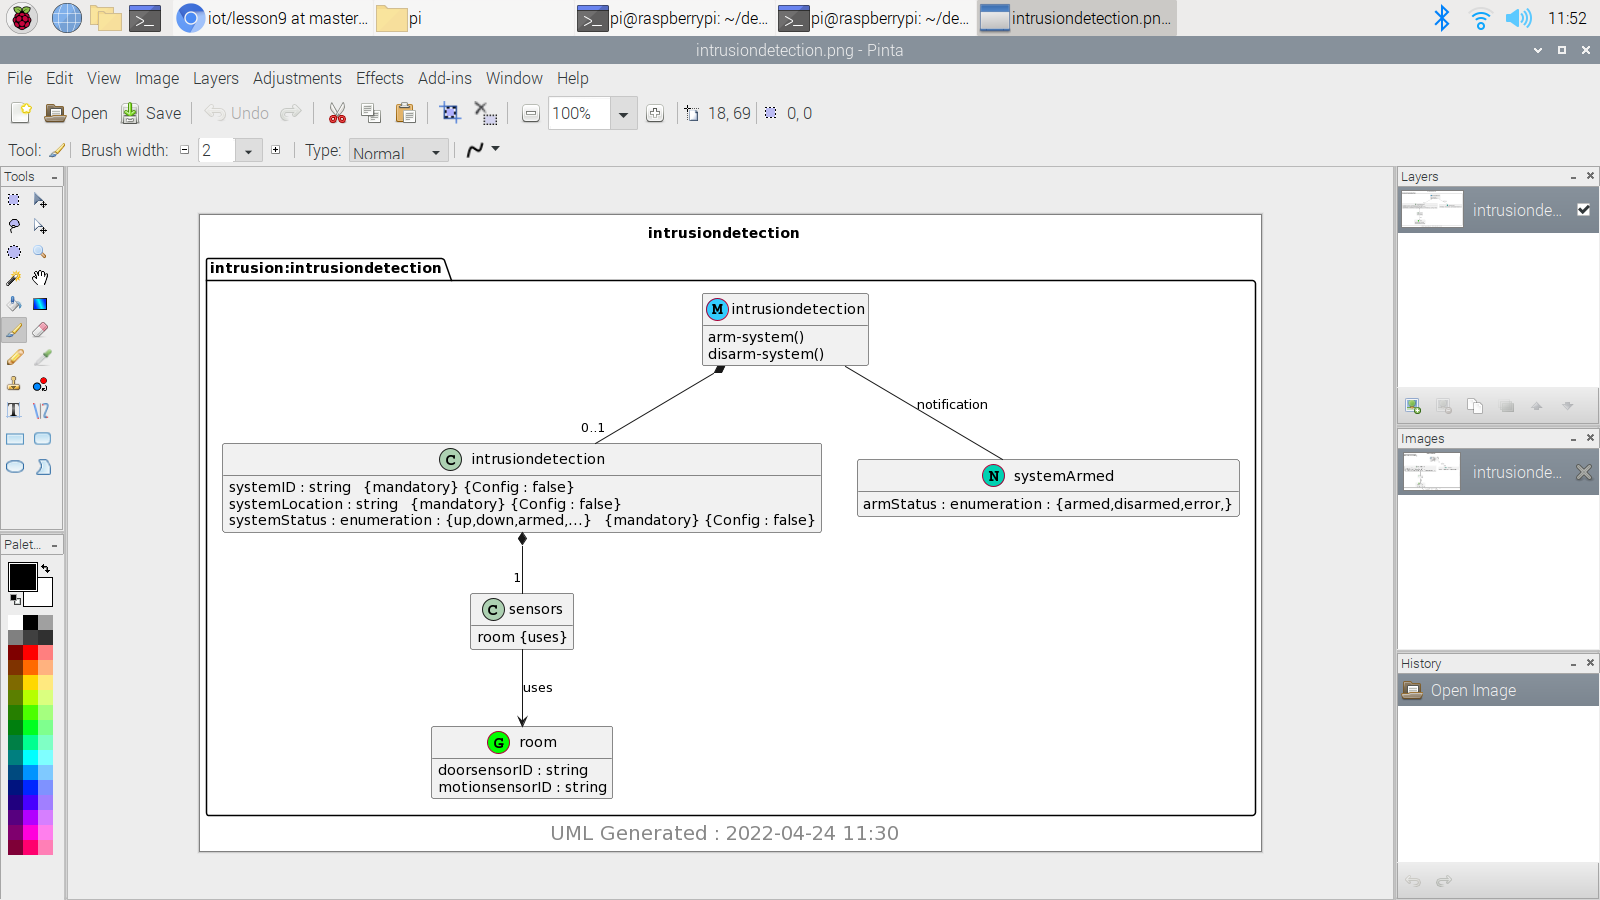 iot/lesson9 at master...
pi
pi@raspberrypi: ~/de...
pi@raspberrypi: ~/de...
intrusiondetection.pn...
11:52
intrusiondetection.png - Pinta
File Edit View Image Layers Adjustments Effects Add-ins Window Help
Open Save Undo 100% 18, 69 0, 0
Tool: Brush width: 2 Type: Normal
Tools
Layers
intrusionde...
Images
intrusionde...
History
Open Image
Palet...
intrusiondetection
intrusion:intrusiondetection
M intrusiondetection
arm-system()
disarm-system()
0..1
notification
C intrusiondetection
systemID : string {mandatory} {Config : false}
systemLocation : string {mandatory} {Config : false}
systemStatus : enumeration : {up,down,armed,...} {mandatory} {Config : false}
N systemArmed
armStatus : enumeration : {armed,disarmed,error,}
1
C sensors
room {uses}
uses
G room
doorsensorID : string
motionsensorID : string
UML Generated : 2022-04-24 11:30